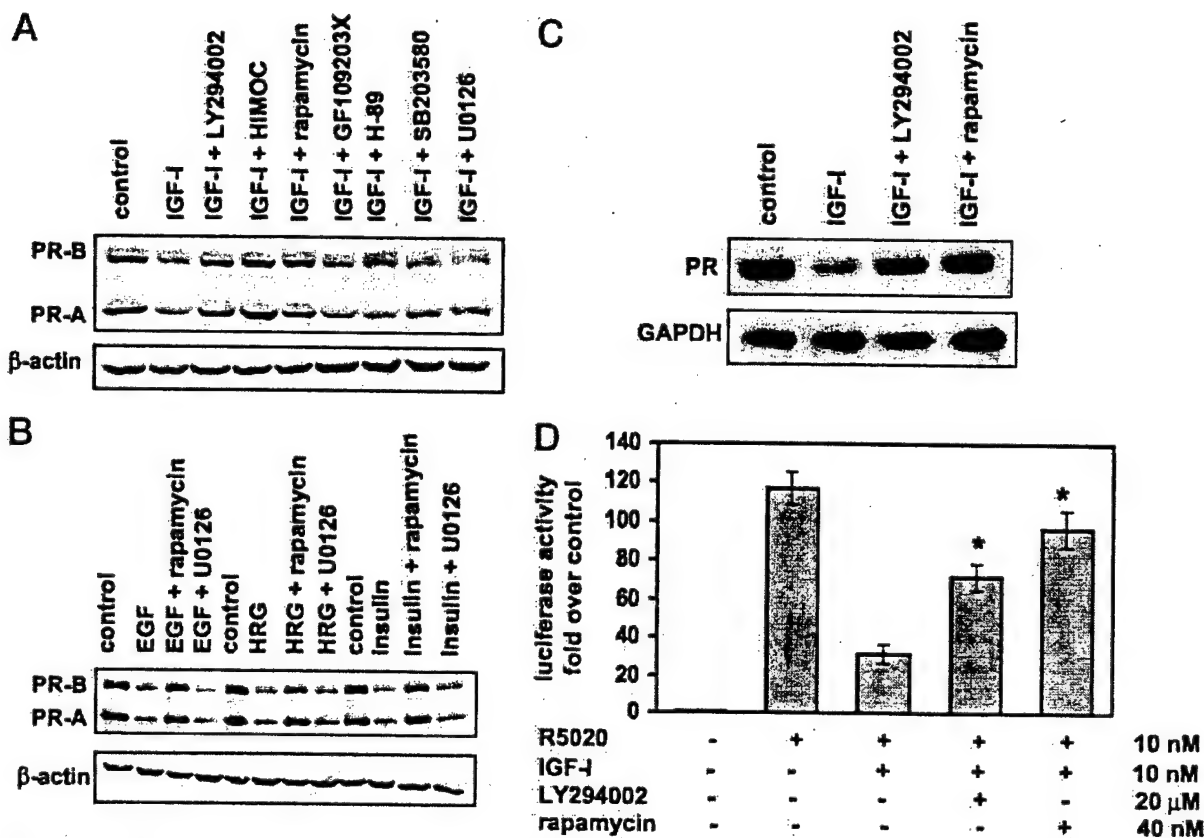 A
control
IGF-I
IGF-I + LY294002
IGF-I + HIMOC
IGF-I + rapamycin
IGF-I + GF109203X
IGF-I + H-89
IGF-I + SB203580
IGF-I + U0126
PR-B
PR-A
β-actin
B
control
EGF
EGF + rapamycin
EGF + U0126
control
HRG
HRG + rapamycin
HRG + U0126
control
Insulin
Insulin + rapamycin
Insulin + U0126
PR-B
PR-A
β-actin
C
control
IGF-I
IGF-I + LY294002
IGF-I + rapamycin
PR
GAPDH
D
luciferase activity
fold over control
140
120
100
80
60
40
20
0
*
*
R5020 - + + + + 10 nM
IGF-I - - + + + 10 nM
LY294002 - - - + - 20 μM
rapamycin - - - - + 40 nM